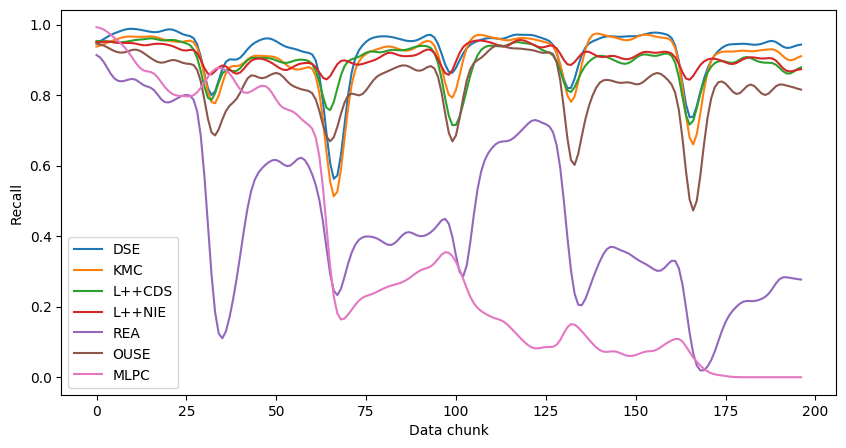 1.0
0.8
0.6
0.4
0.2
0.0
Recall
DSE
KMC
L++CDS
L++NIE
REA
OUSE
MLPC
0 25 50 75 100 125 150 175 200
Data chunk